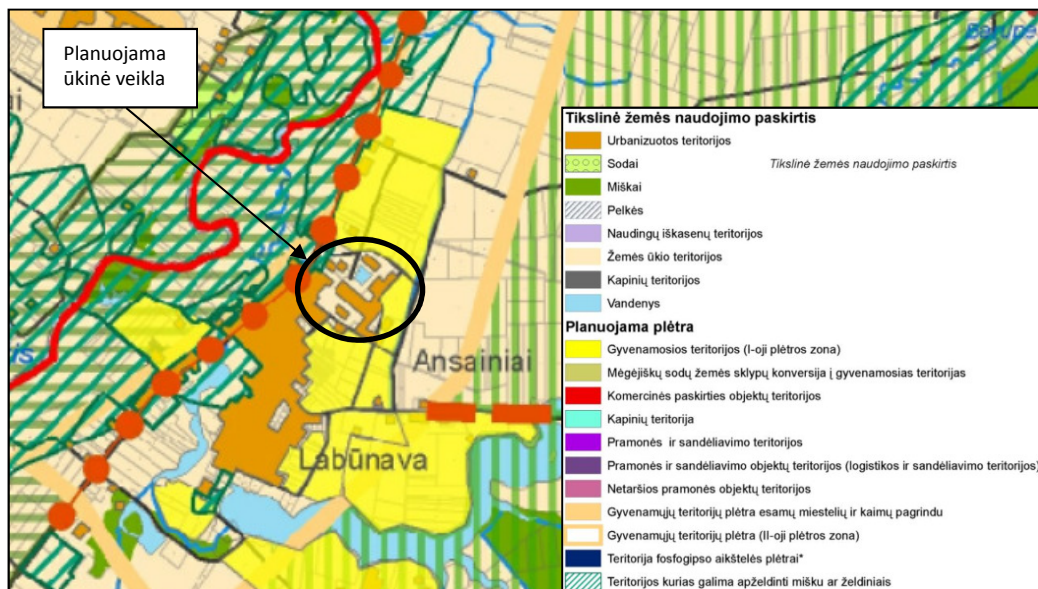 Planuojama
ūkinė veikla
Ansainiai
Labūnava
Tikslinė žemės naudojimo paskirtis
Urbanizuotos teritorijos
Sodai
Tikslinė žemės naudojimo paskirtis
Miškai
Pelkės
Naudingų iškasenų teritorijos
Žemės ūkio teritorijos
Kapinių teritorijos
Vandenys
Planuojama plėtra
Gyvenamosios teritorijos (I-oji plėtros zona)
Mėgėjiškų sodų žemės sklypų konversija į gyvenamosias teritorijas
Komercinės paskirties objektų teritorijos
Kapinių teritorija
Pramonės ir sandėliavimo teritorijos
Pramonės ir sandėliavimo objektų teritorijos (logistikos ir sandėliavimo teritorijos)
Netaršios pramonės objektų teritorijos
Gyvenamųjų teritorijų plėtra esamų miestelių ir kaimų pagrindu
Gyvenamųjų teritorijų plėtra (II-oji plėtros zona)
Teritorija fosfogipso aikštelės plėtrai*
Teritorijos kurias galima apželdinti mišku ar želdiniais